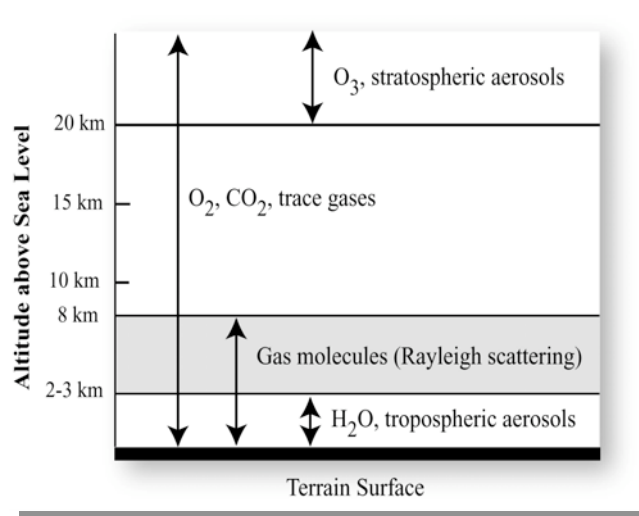 O₃, stratospheric aerosols
20 km
Altitude above Sea Level
15 km
O₂, CO₂, trace gases
10 km
8 km
Gas molecules (Rayleigh scattering)
2-3 km
H₂O, tropospheric aerosols
Terrain Surface